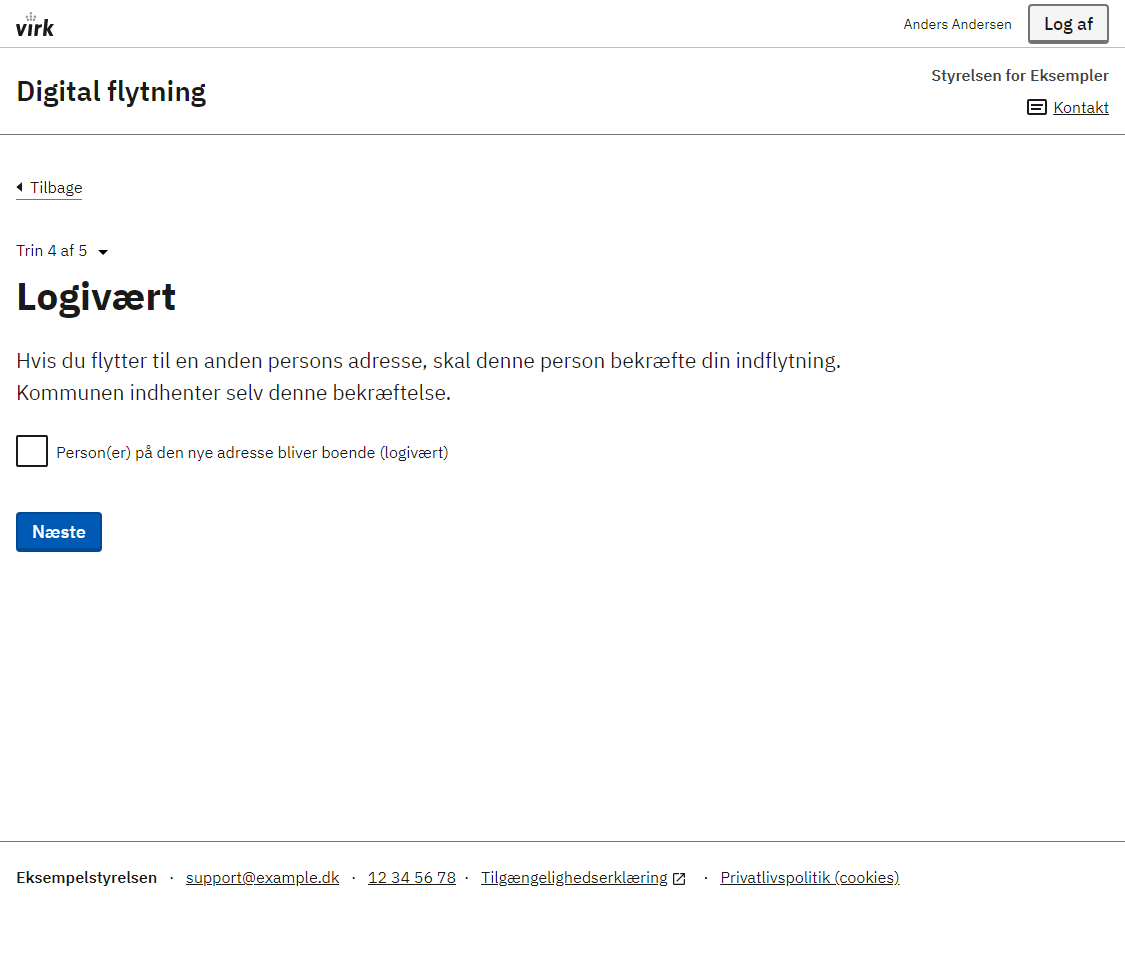 virk
Anders Andersen
Log af
Digital flytning
Styrelsen for Eksempler
Kontakt
Tilbage
Trin 4 af 5
Logivært
Hvis du flytter til en anden persons adresse, skal denne person bekræfte din indflytning.
Kommunen indhenter selv denne bekræftelse.
Person(er) på den nye adresse bliver boende (logivært)
Næste
Eksempelstyrelsen · support@example.dk · 12 34 56 78 · Tilgængelighedserklæring · Privatlivspolitik (cookies)